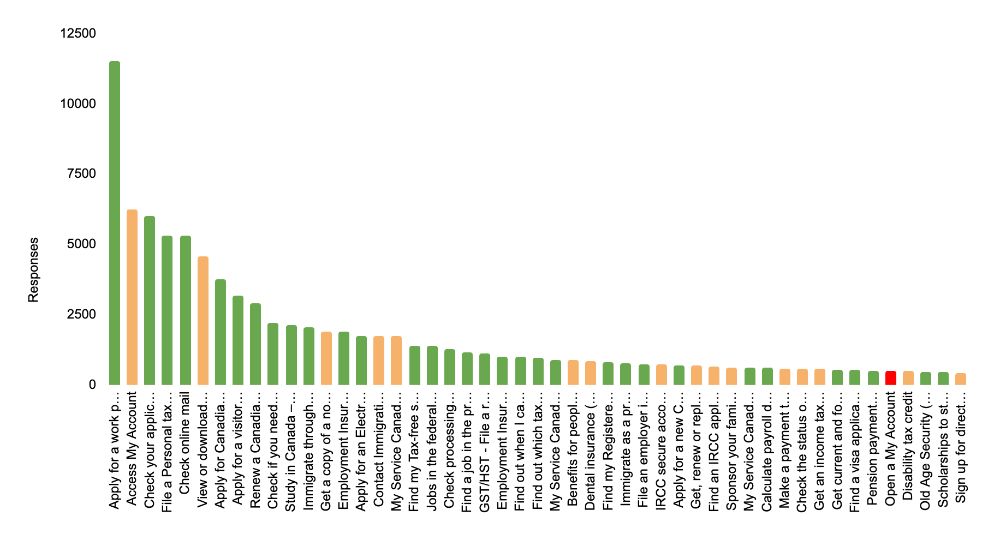 12500
10000
7500
5000
2500
0
Responses
Apply for a work p…
Access My Account
Check your applic…
File a Personal tax…
Check online mail
View or download…
Apply for Canadia…
Apply for a visitor…
Renew a Canadia…
Check if you need…
Study in Canada –…
Immigrate through…
Get a copy of a no…
Employment Insur…
Apply for an Electr…
Contact Immigrati…
My Service Canad…
Find my Tax-free s…
Jobs in the federal…
Check processing…
Find a job in the pr…
GST/HST - File a r…
Employment Insur…
Find out when I ca…
Find out which tax…
My Service Canad…
Benefits for peopl…
Dental insurance (…
Find my Registere…
Immigrate as a pr…
File an employer i…
IRCC secure acco…
Apply for a new C…
Get, renew or repl…
Find an IRCC appl…
Sponsor your fami…
My Service Canad…
Calculate payroll d…
Make a payment t…
Check the status o…
Get an income tax…
Get current and fo…
Find a visa applica…
Pension payment…
Open a My Account
Disability tax credit
Old Age Security (…
Scholarships to st…
Sign up for direct…